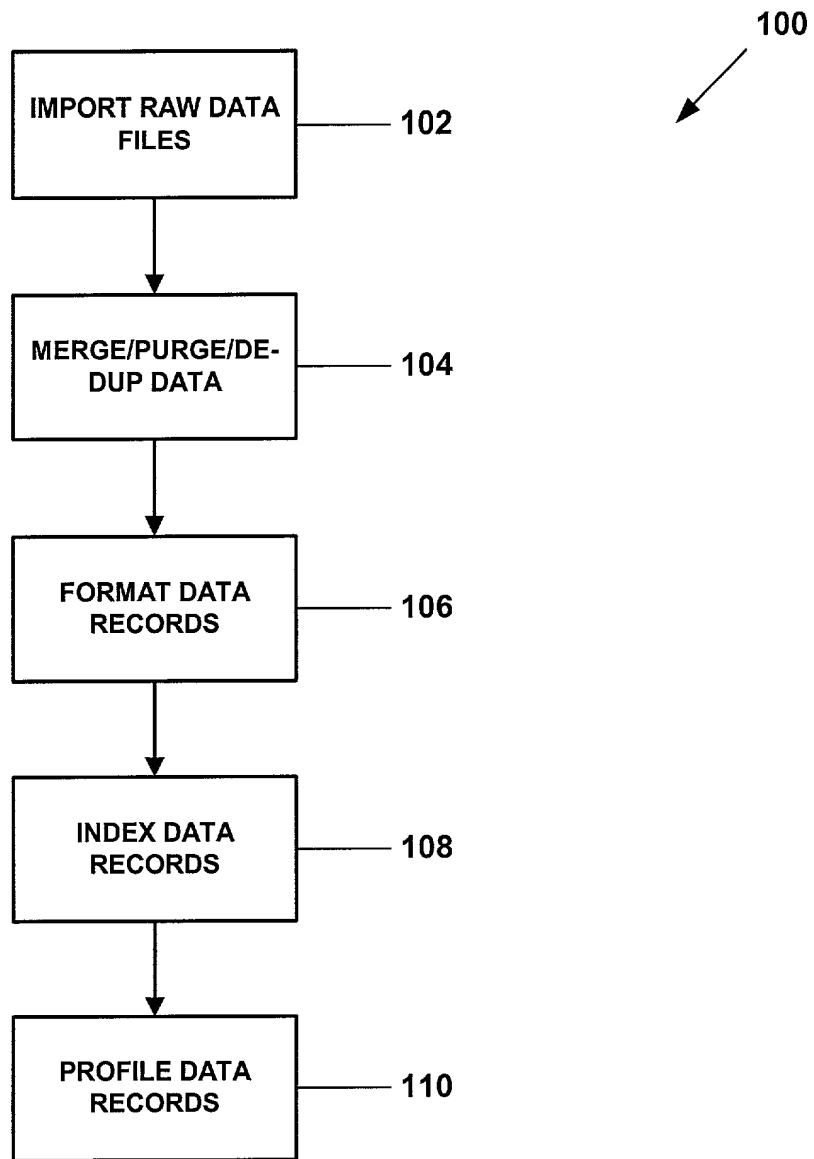 100
IMPORT RAW DATA
FILES
102
MERGE/PURGE/DE-
DUP DATA
104
FORMAT DATA
RECORDS
106
INDEX DATA
RECORDS
108
PROFILE DATA
RECORDS
110